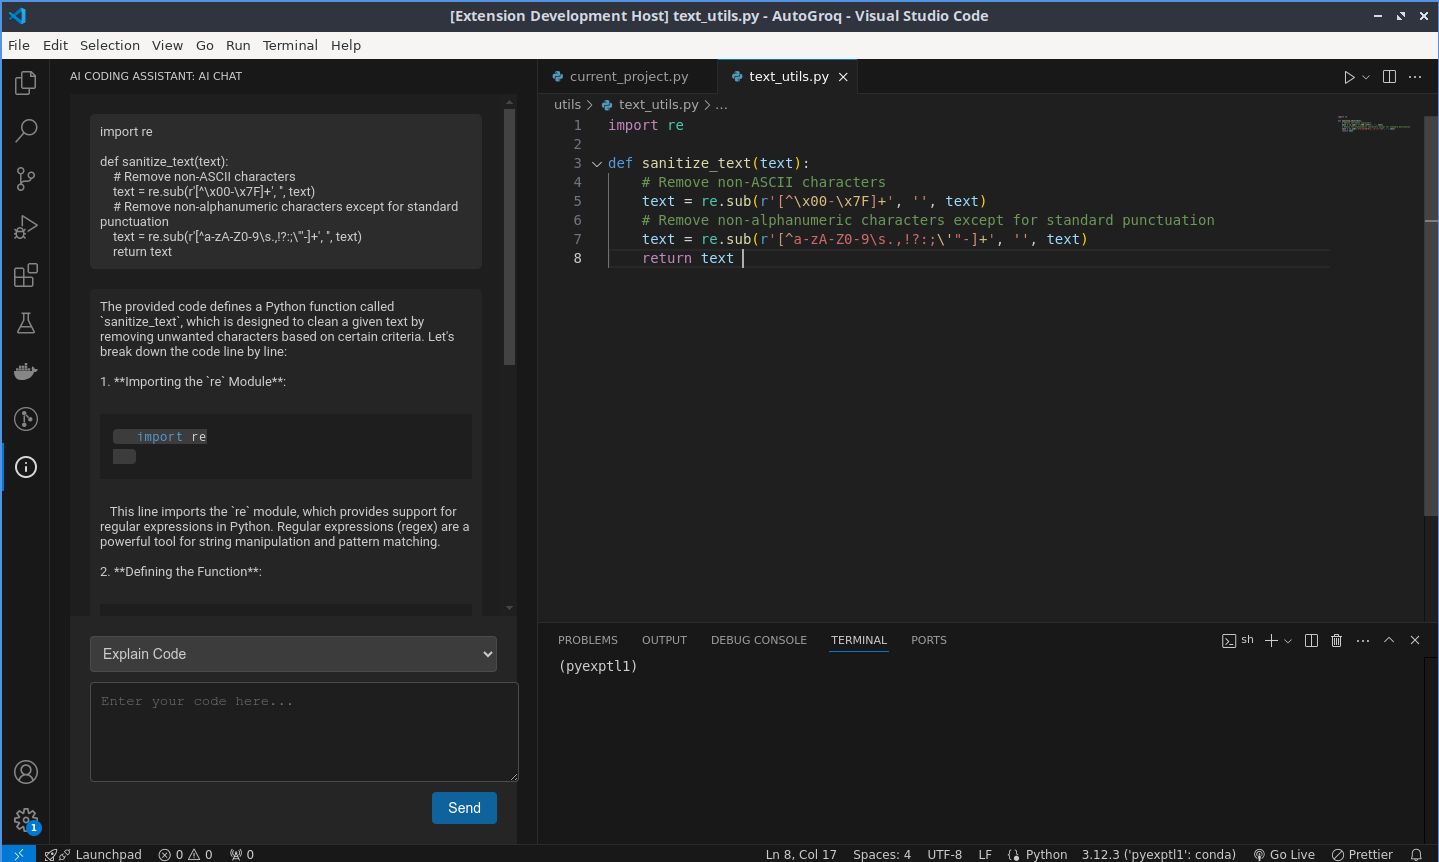 [Extension Development Host] text_utils.py - AutoGroq - Visual Studio Code
File Edit Selection View Go Run Terminal Help
AI CODING ASSISTANT: AI CHAT
import re
def sanitize_text(text):
# Remove non-ASCII characters
text = re.sub(r'[^\x00-\x7F]+', '', text)
# Remove non-alphanumeric characters except for standard
punctuation
text = re.sub(r'[^a-zA-Z0-9\s.,!?:;\'"-]+', '', text)
return text
The provided code defines a Python function called
`sanitize_text`, which is designed to clean a given text by
removing unwanted characters based on certain criteria. Let's
break down the code line by line:
1. **Importing the `re` Module**:
import re
This line imports the `re` module, which provides support for
regular expressions in Python. Regular expressions (regex) are a
powerful tool for string manipulation and pattern matching.
2. **Defining the Function**:
Explain Code
Enter your code here...
Send
current_project.py text_utils.py
utils > text_utils.py > ...
1 import re
2
3 def sanitize_text(text):
4 # Remove non-ASCII characters
5 text = re.sub(r'[^\x00-\x7F]+', '', text)
6 # Remove non-alphanumeric characters except for standard punctuation
7 text = re.sub(r'[^a-zA-Z0-9\s.,!?:;\'"-]+', '', text)
8 return text
PROBLEMS OUTPUT DEBUG CONSOLE TERMINAL PORTS sh
(pyexptl1)
1
Launchpad 0 0 0 Ln 8, Col 17 Spaces: 4 UTF-8 LF Python 3.12.3 ('pyexptl1': conda) Go Live Prettier